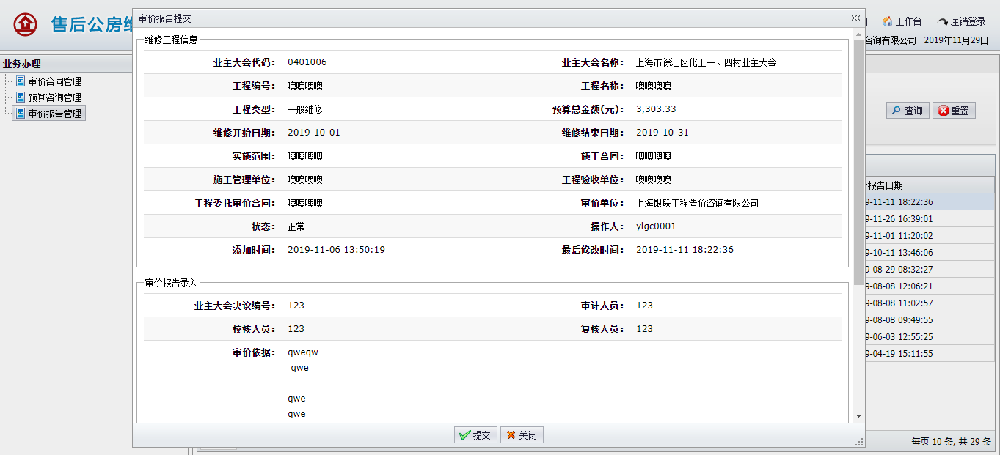 售后公房维
工作台
注销登录
咨询有限公司 2019年11月29日
业务办理
审价合同管理
预算咨询管理
审价报告管理
审价报告提交
维修工程信息
业主大会代码： 0401006 业主大会名称： 上海市徐汇区化工一、四村业主大会
工程编号： 噢噢噢噢 工程名称： 噢噢噢噢
工程类型： 一般维修 预算总金额(元)： 3,303.33
维修开始日期： 2019-10-01 维修结束日期： 2019-10-31
实施范围： 噢噢噢噢 施工合同： 噢噢噢噢
施工管理单位： 噢噢噢噢 工程验收单位： 噢噢噢噢
工程委托审价合同： 噢噢噢噢 审价单位： 上海银联工程造价咨询有限公司
状态： 正常 操作人： ylgc0001
添加时间： 2019-11-06 13:50:19 最后修改时间： 2019-11-11 18:22:36
审价报告录入
业主大会决议编号： 123 审计人员： 123
校核人员： 123 复核人员： 123
审价依据： qweqw
qwe
qwe
qwe
提交 关闭
查询 重置
报告日期
9-11-11 18:22:36
9-11-26 16:39:01
9-11-01 11:20:02
9-10-11 13:46:06
9-08-29 08:32:27
9-08-08 12:06:21
9-08-08 11:02:57
9-08-08 09:49:55
9-06-03 12:55:25
9-04-19 15:11:55
每页 10 条, 共 29 条